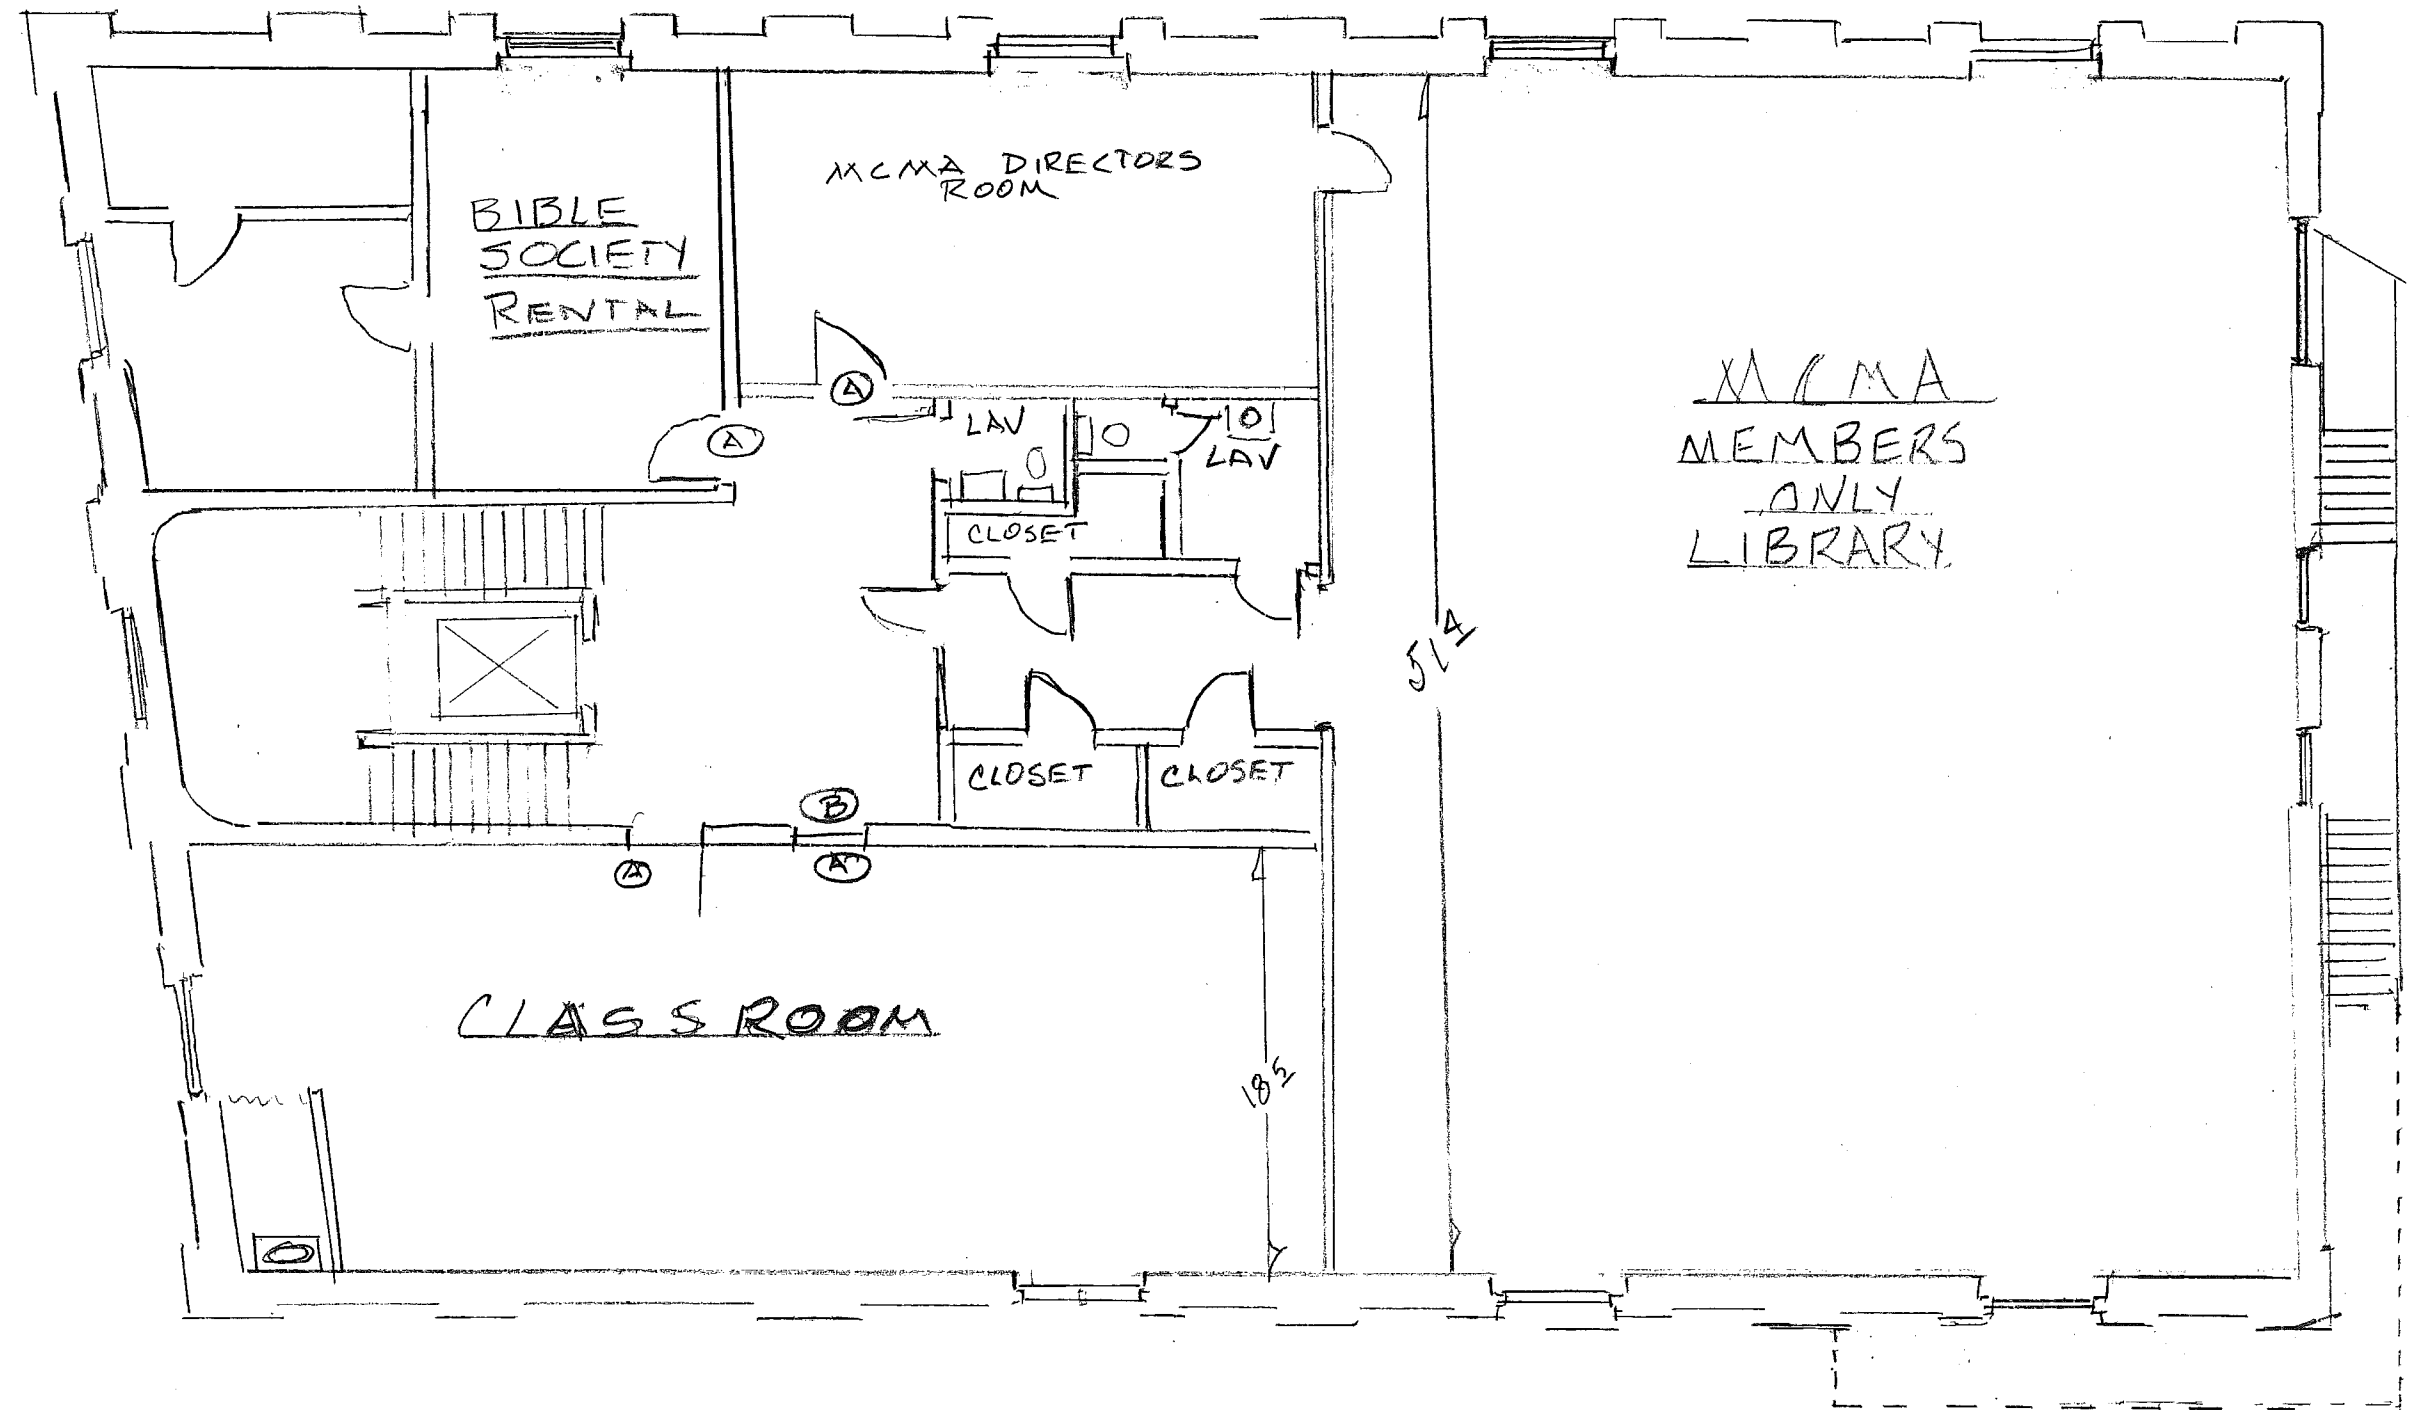 MCMA DIRECTORS
ROOM
BIBLE
SOCIETY
RENTAL
A
A
LAV
LAV
CLOSET
MCMA
MEMBERS
ONLY
LIBRARY
51 4
CLOSET
CLOSET
B
A
A
CLASSROOM
18 5